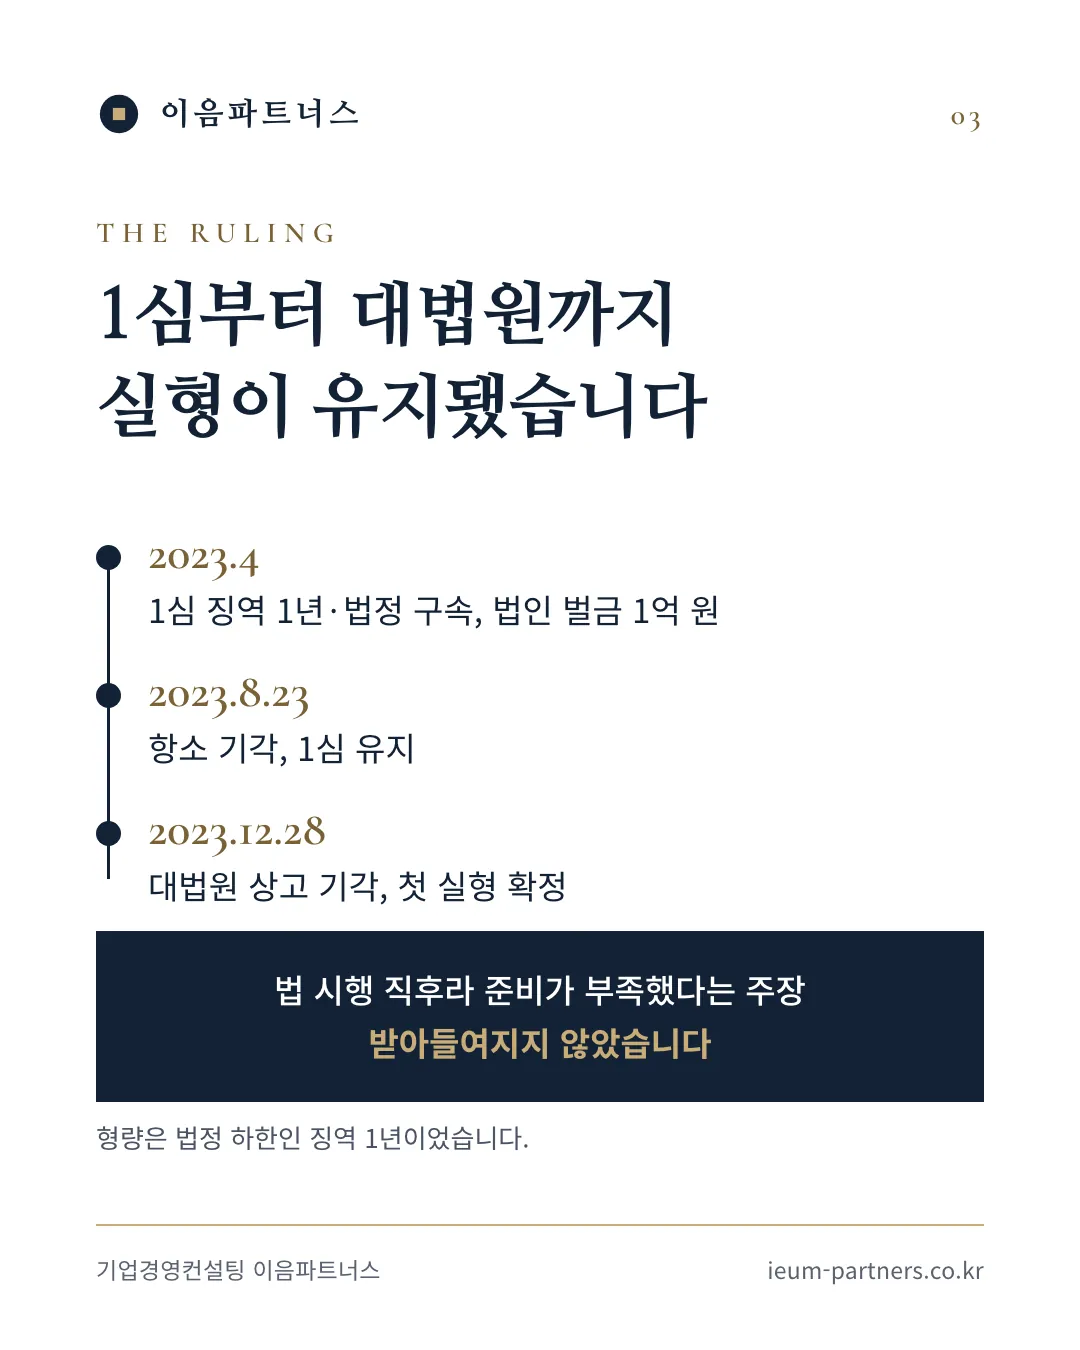 이음파트너스
03
THE RULING
1심부터 대법원까지
실형이 유지됐습니다
2023.4
1심 징역 1년·법정 구속, 법인 벌금 1억 원
2023.8.23
항소 기각, 1심 유지
2023.12.28
대법원 상고 기각, 첫 실형 확정
법 시행 직후라 준비가 부족했다는 주장
받아들여지지 않았습니다
형량은 법정 하한인 징역 1년이었습니다.
기업경영컨설팅 이음파트너스
ieum-partners.co.kr